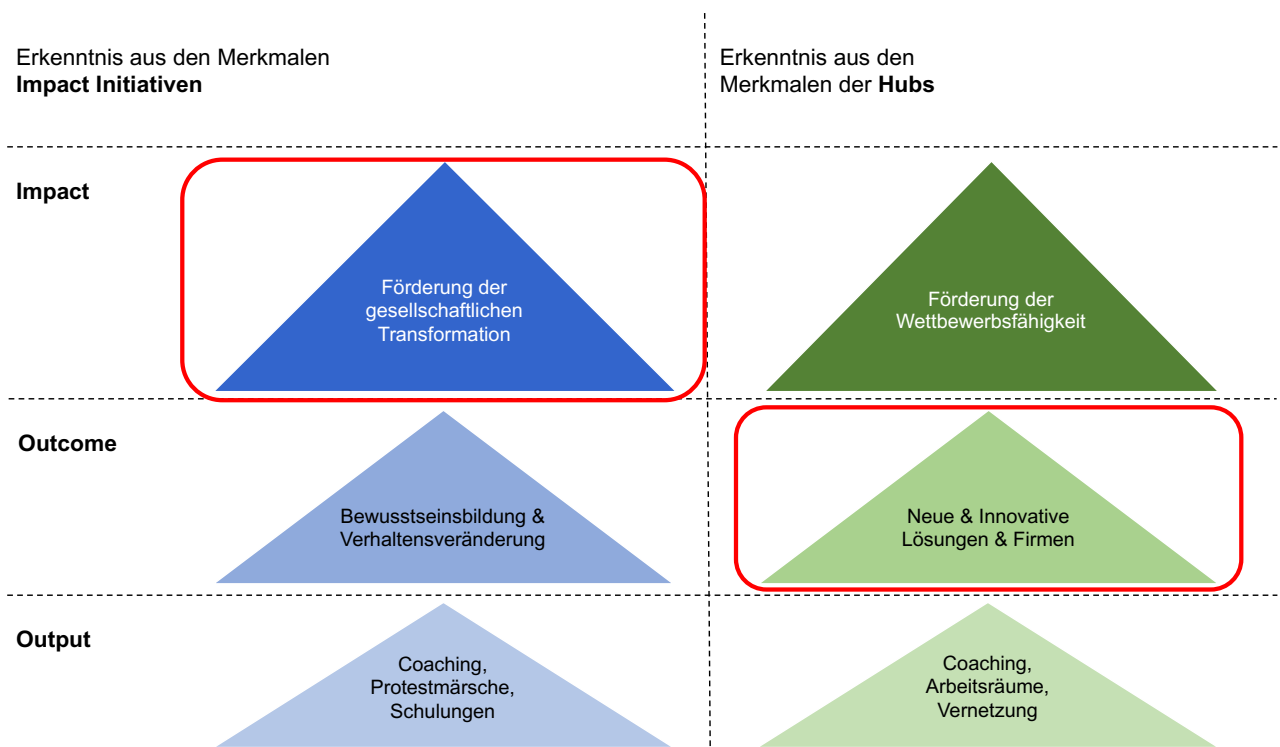 Erkenntnis aus den Merkmalen
Impact Initiativen
Erkenntnis aus den
Merkmalen der Hubs
Impact
Förderung der
gesellschaftlichen
Transformation
Förderung der
Wettbewerbsfähigkeit
Outcome
Bewusstseinsbildung &
Verhaltensveränderung
Neue & Innovative
Lösungen & Firmen
Output
Coaching,
Protestmärsche,
Schulungen
Coaching,
Arbeitsräume,
Vernetzung